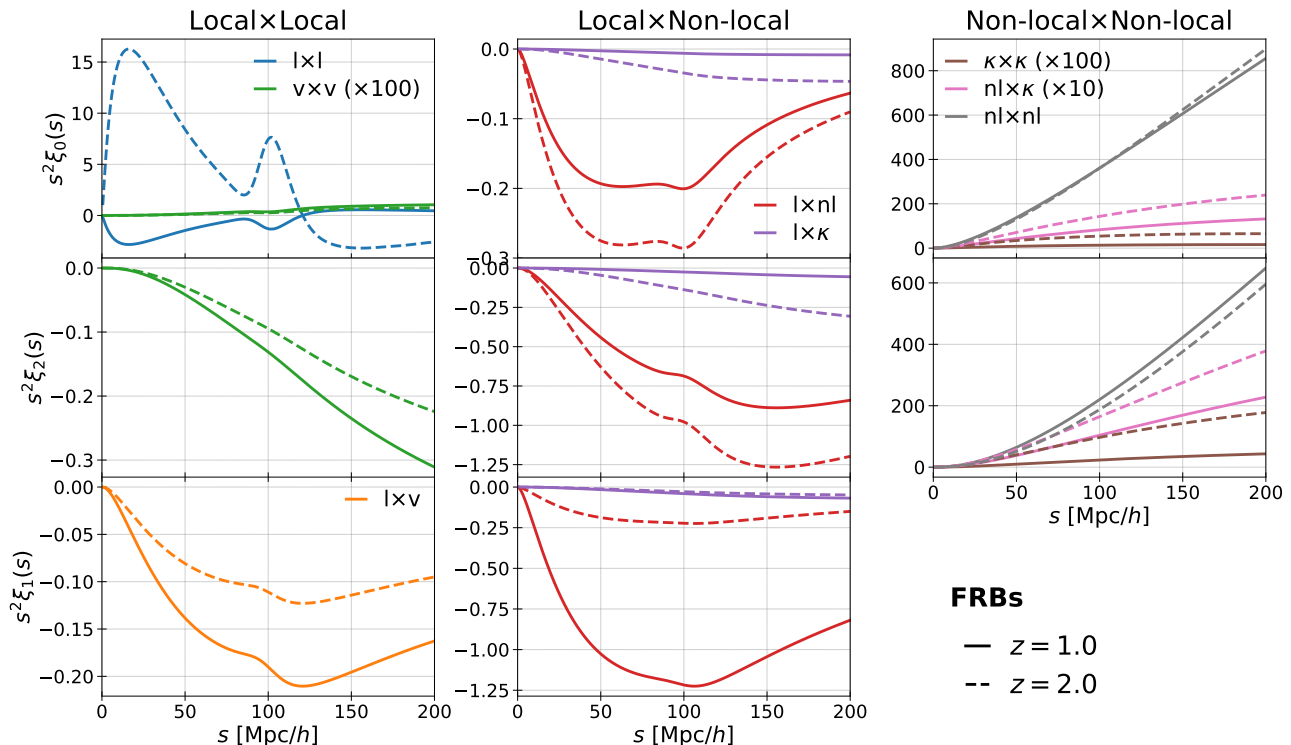 Local×Local
Local×Non-local
Non-local×Non-local
s²ξ₀(s)
15
10
5
0
l×l
v×v (×100)
0.0
−0.1
−0.2
−0.3
l×nl
l×κ
800
600
400
200
0
κ×κ (×100)
nl×κ (×10)
nl×nl
s²ξ₂(s)
0.0
−0.1
−0.2
−0.3
0.00
−0.25
−0.50
−0.75
−1.00
−1.25
600
400
200
0
0 50 100 150 200
s [Mpc/h]
s²ξ₁(s)
0.00
−0.05
−0.10
−0.15
−0.20
l×v
0 50 100 150 200
s [Mpc/h]
0.00
−0.25
−0.50
−0.75
−1.00
−1.25
0 50 100 150 200
s [Mpc/h]
FRBs
z = 1.0
z = 2.0